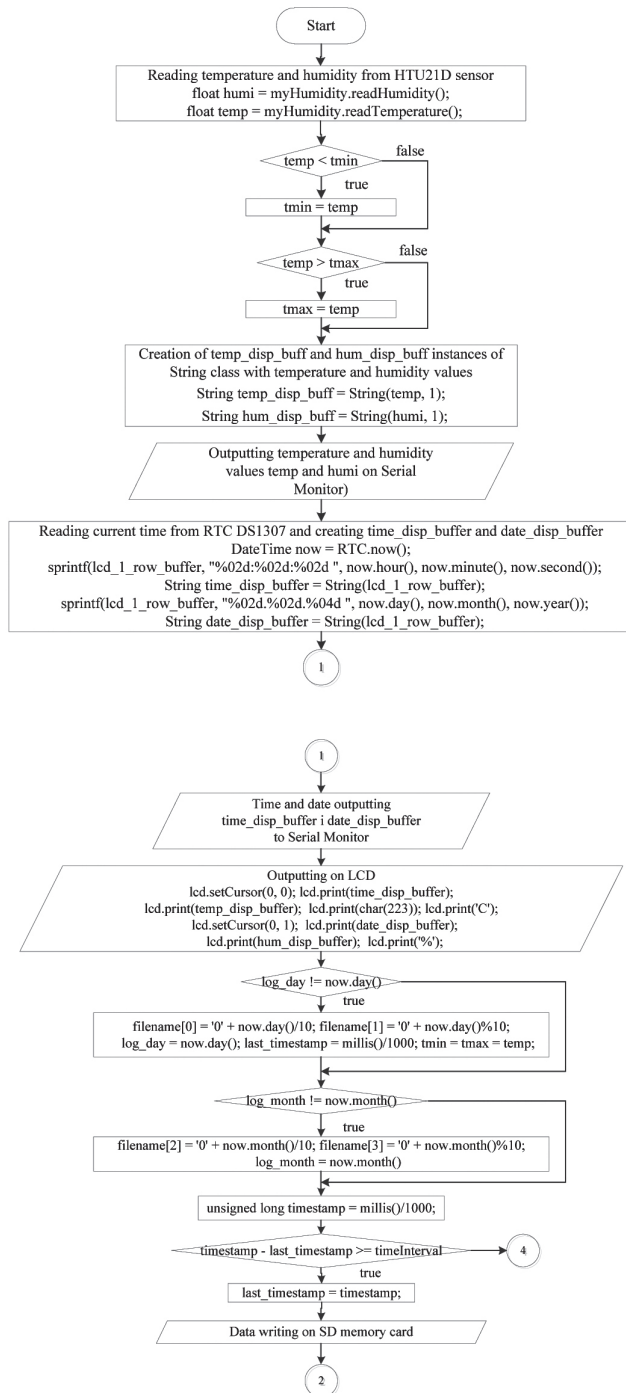 Start
Reading temperature and humidity from HTU21D sensor
float humi = myHumidity.readHumidity();
float temp = myHumidity.readTemperature();
temp < tmin
false
true
tmin = temp
temp > tmax
false
true
tmax = temp
Creation of temp_disp_buff and hum_disp_buff instances of
String class with temperature and humidity values
String temp_disp_buff = String(temp, 1);
String hum_disp_buff = String(humi, 1);
Outputting temperature and humidity
values temp and humi on Serial
Monitor)
Reading current time from RTC DS1307 and creating time_disp_buffer and date_disp_buffer
DateTime now = RTC.now();
sprintf(lcd_1_row_buffer, "%02d:%02d:%02d ", now.hour(), now.minute(), now.second());
String time_disp_buffer = String(lcd_1_row_buffer);
sprintf(lcd_1_row_buffer, "%02d.%02d.%04d ", now.day(), now.month(), now.year());
String date_disp_buffer = String(lcd_1_row_buffer);
1
1
Time and date outputting
time_disp_buffer i date_disp_buffer
to Serial Monitor
Outputting on LCD
lcd.setCursor(0, 0); lcd.print(time_disp_buffer);
lcd.print(temp_disp_buffer); lcd.print(char(223)); lcd.print('C');
lcd.setCursor(0, 1); lcd.print(date_disp_buffer);
lcd.print(hum_disp_buffer); lcd.print('%');
log_day != now.day()
true
filename[0] = '0' + now.day()/10; filename[1] = '0' + now.day()%10;
log_day = now.day(); last_timestamp = millis()/1000; tmin = tmax = temp;
log_month != now.month()
true
filename[2] = '0' + now.month()/10; filename[3] = '0' + now.month()%10;
log_month = now.month()
unsigned long timestamp = millis()/1000;
timestamp - last_timestamp >= timeInterval
4
true
last_timestamp = timestamp;
Data writing on SD memory card
2